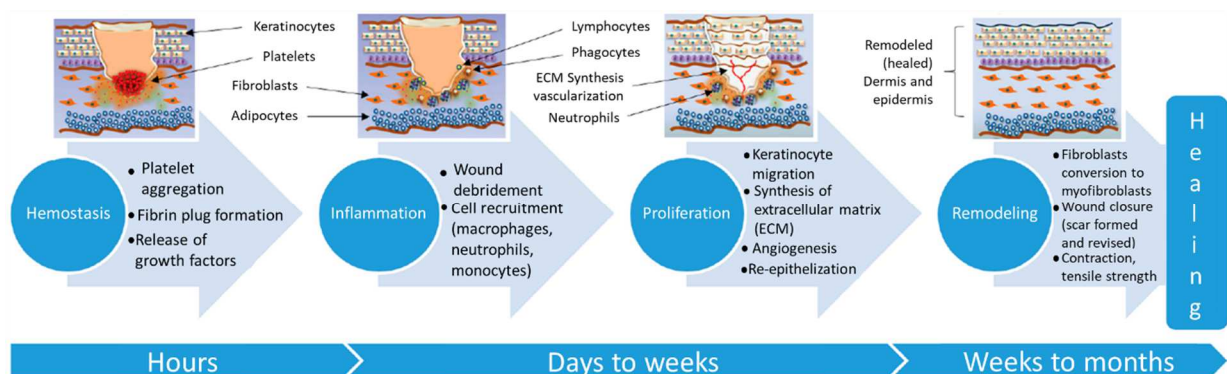 Keratinocytes
Platelets
Fibroblasts
Adipocytes
Lymphocytes
Phagocytes
ECM Synthesis
vascularization
Neutrophils
Remodeled
(healed)
Dermis and
epidermis
Hemostasis
• Platelet
aggregation
• Fibrin plug formation
• Release of
growth factors
Inflammation
• Wound
debridement
• Cell recruitment
(macrophages,
neutrophils,
monocytes)
Proliferation
• Keratinocyte
migration
• Synthesis of
extracellular matrix
(ECM)
• Angiogenesis
• Re-epithelization
Remodeling
• Fibroblasts
conversion to
myofibroblasts
• Wound closure
(scar formed
and revised)
• Contraction,
tensile strength
H
e
a
l
i
n
g
Hours
Days to weeks
Weeks to months